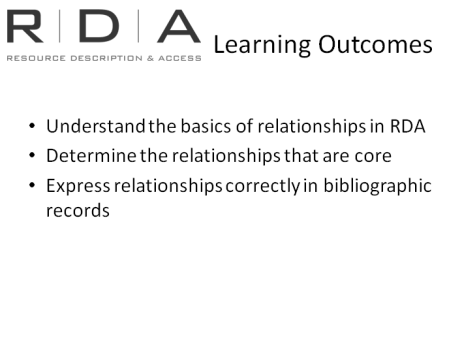 R | D | A
RESOURCE DESCRIPTION & ACCESS
Learning Outcomes
• Understand the basics of relationships in RDA
• Determine the relationships that are core
• Express relationships correctly in bibliographic
records